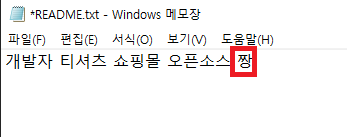 *README.txt - Windows 메모장
파일(F) 편집(E) 서식(O) 보기(V) 도움말(H)
개발자 티셔츠 쇼핑몰 오픈소스 짱